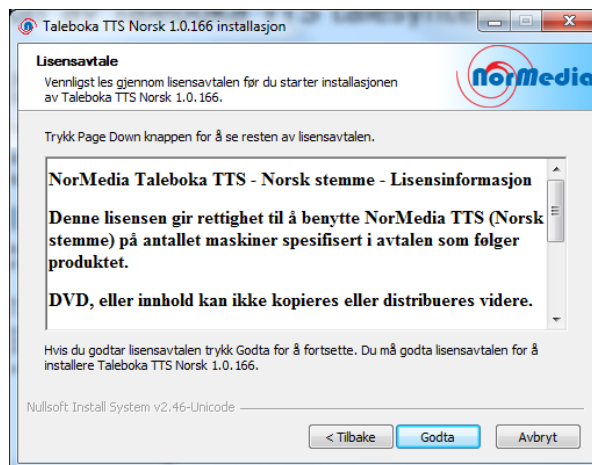 Taleboka TTS Norsk 1.0.166 installasjon
Lisensavtale
Vennligst les gjennom lisensavtalen før du starter installasjonen
av Taleboka TTS Norsk 1.0.166.
NorMedia
Trykk Page Down knappen for å se resten av lisensavtalen.
NorMedia Taleboka TTS - Norsk stemme - Lisensinformasjon
Denne lisensen gir rettighet til å benytte NorMedia TTS (Norsk
stemme) på antallet maskiner spesifisert i avtalen som følger
produktet.
DVD, eller innhold kan ikke kopieres eller distribueres videre.
Hvis du godtar lisensavtalen trykk Godta for å fortsette. Du må godta lisensavtalen for å
installere Taleboka TTS Norsk 1.0.166.
Nullsoft Install System v2.46-Unicode
< Tilbake
Godta
Avbryt